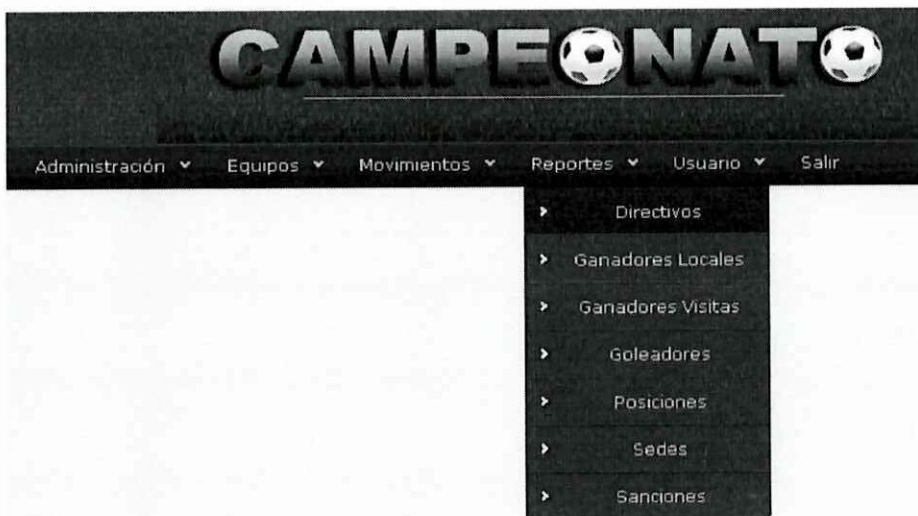 CAMPEONATO
Administración Equipos Movimientos Reportes Usuario Salir
Directivos
Ganadores Locales
Ganadores Visitas
Goleadores
Posiciones
Sedes
Sanciones